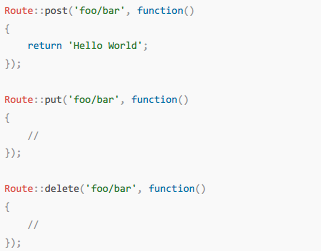 Route::post('foo/bar', function()
{
    return 'Hello World';
});
Route::put('foo/bar', function()
{
    //
});
Route::delete('foo/bar', function()
{
    //
});